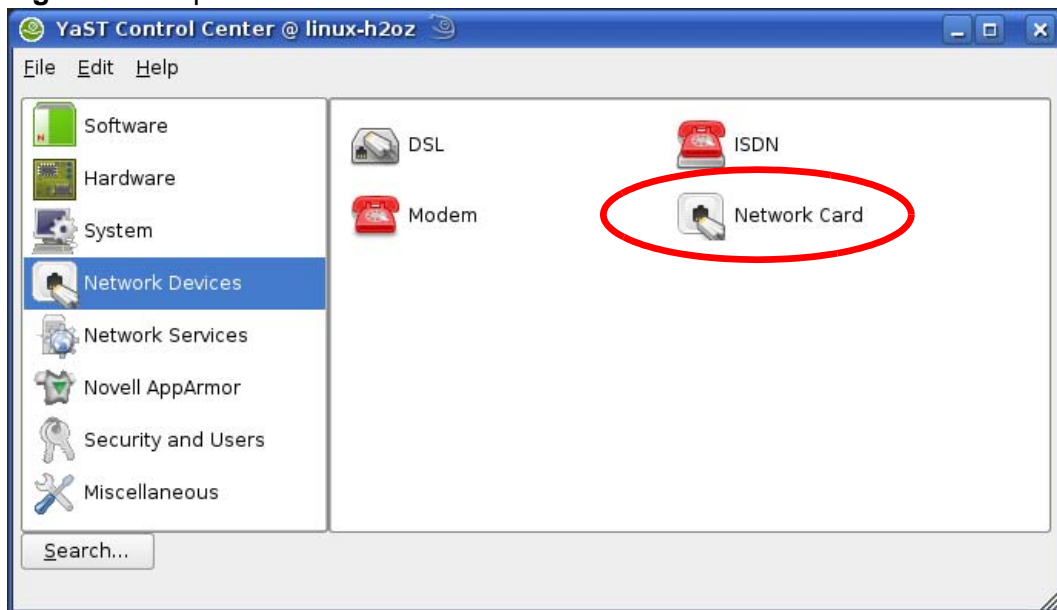 YaST Control Center @ linux-h2oz
File Edit Help
Software
Hardware
System
Network Devices
Network Services
Novell AppArmor
Security and Users
Miscellaneous
DSL
ISDN
Modem
Network Card
Search...